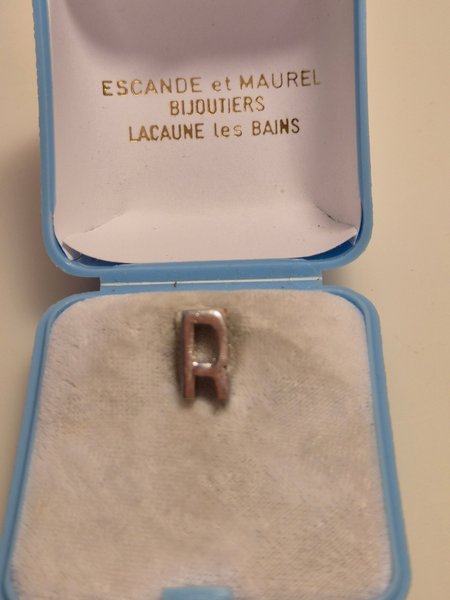 ESCANDE et MAUREL
BIJOUTIERS
LACAUNE les BAINS
R